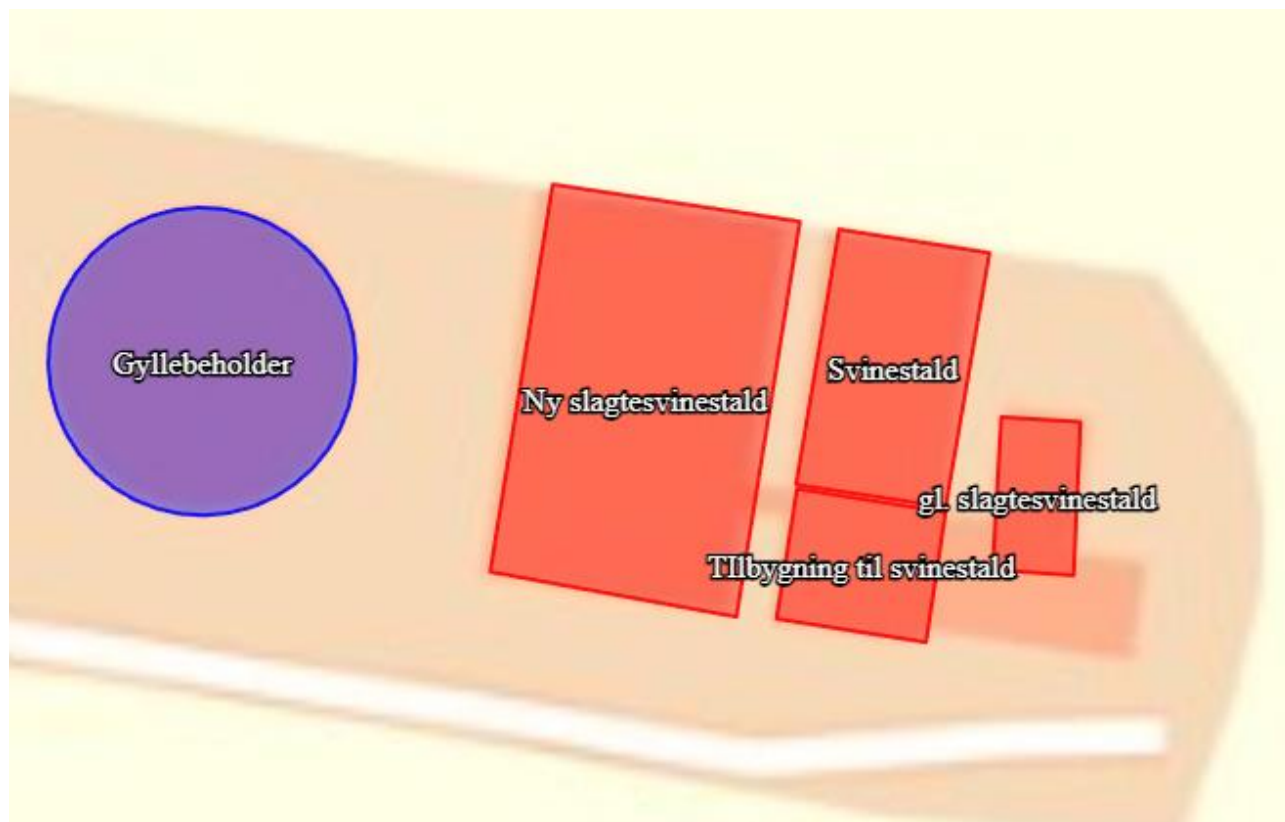 Gyllebeholder
Ny slagtesvinestald
Svinestald
gl. slagtesvinestald
TIlbygning til svinestald